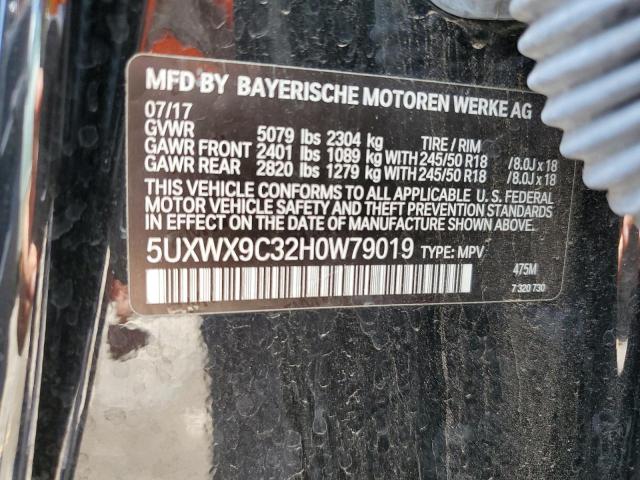 MFD BY BAYERISCHE MOTOREN WERKE AG
07/17
GVWR 5079 lbs 2304 kg TIRE / RIM
GAWR FRONT 2401 lbs 1089 kg WITH 245/50 R18 /8.0J x 18
GAWR REAR 2820 lbs 1279 kg WITH 245/50 R18 /8.0J x 18
THIS VEHICLE CONFORMS TO ALL APPLICABLE U. S. FEDERAL
MOTOR VEHICLE SAFETY AND THEFT PREVENTION STANDARDS
IN EFFECT ON THE DATE OF MANUFACTURE SHOWN ABOVE.
5UXWX9C32H0W79019 TYPE: MPV
475M
7 320 730